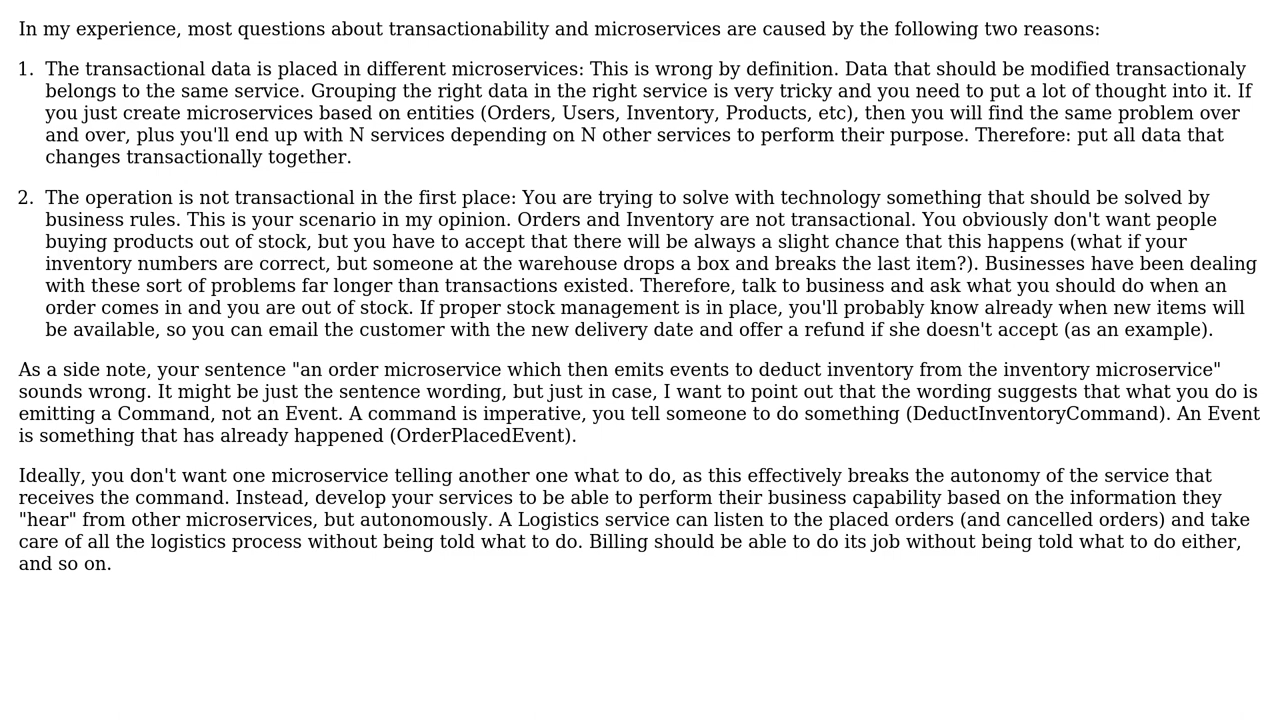 In my experience, most questions about transactionability and microservices are caused by the following two reasons:
1. The transactional data is placed in different microservices: This is wrong by definition. Data that should be modified transactionaly
belongs to the same service. Grouping the right data in the right service is very tricky and you need to put a lot of thought into it. If
you just create microservices based on entities (Orders, Users, Inventory, Products, etc), then you will find the same problem over
and over, plus you'll end up with N services depending on N other services to perform their purpose. Therefore: put all data that
changes transactionally together.
2. The operation is not transactional in the first place: You are trying to solve with technology something that should be solved by
business rules. This is your scenario in my opinion. Orders and Inventory are not transactional. You obviously don't want people
buying products out of stock, but you have to accept that there will be always a slight chance that this happens (what if your
inventory numbers are correct, but someone at the warehouse drops a box and breaks the last item?). Businesses have been dealing
with these sort of problems far longer than transactions existed. Therefore, talk to business and ask what you should do when an
order comes in and you are out of stock. If proper stock management is in place, you'll probably know already when new items will
be available, so you can email the customer with the new delivery date and offer a refund if she doesn't accept (as an example).
As a side note, your sentence "an order microservice which then emits events to deduct inventory from the inventory microservice"
sounds wrong. It might be just the sentence wording, but just in case, I want to point out that the wording suggests that what you do is
emitting a Command, not an Event. A command is imperative, you tell someone to do something (DeductInventoryCommand). An Event
is something that has already happened (OrderPlacedEvent).
Ideally, you don't want one microservice telling another one what to do, as this effectively breaks the autonomy of the service that
receives the command. Instead, develop your services to be able to perform their business capability based on the information they
"hear" from other microservices, but autonomously. A Logistics service can listen to the placed orders (and cancelled orders) and take
care of all the logistics process without being told what to do. Billing should be able to do its job without being told what to do either,
and so on.